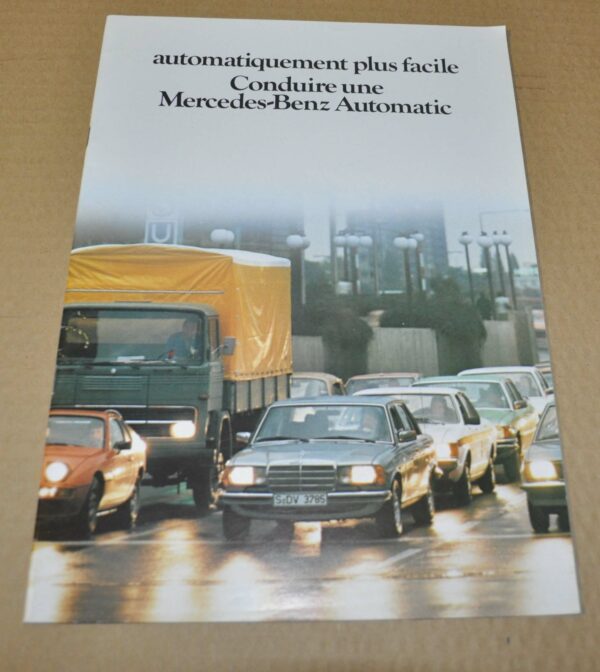 automatiquement plus facile
Conduire une
Mercedes-Benz Automatic
U
S-DV 3785